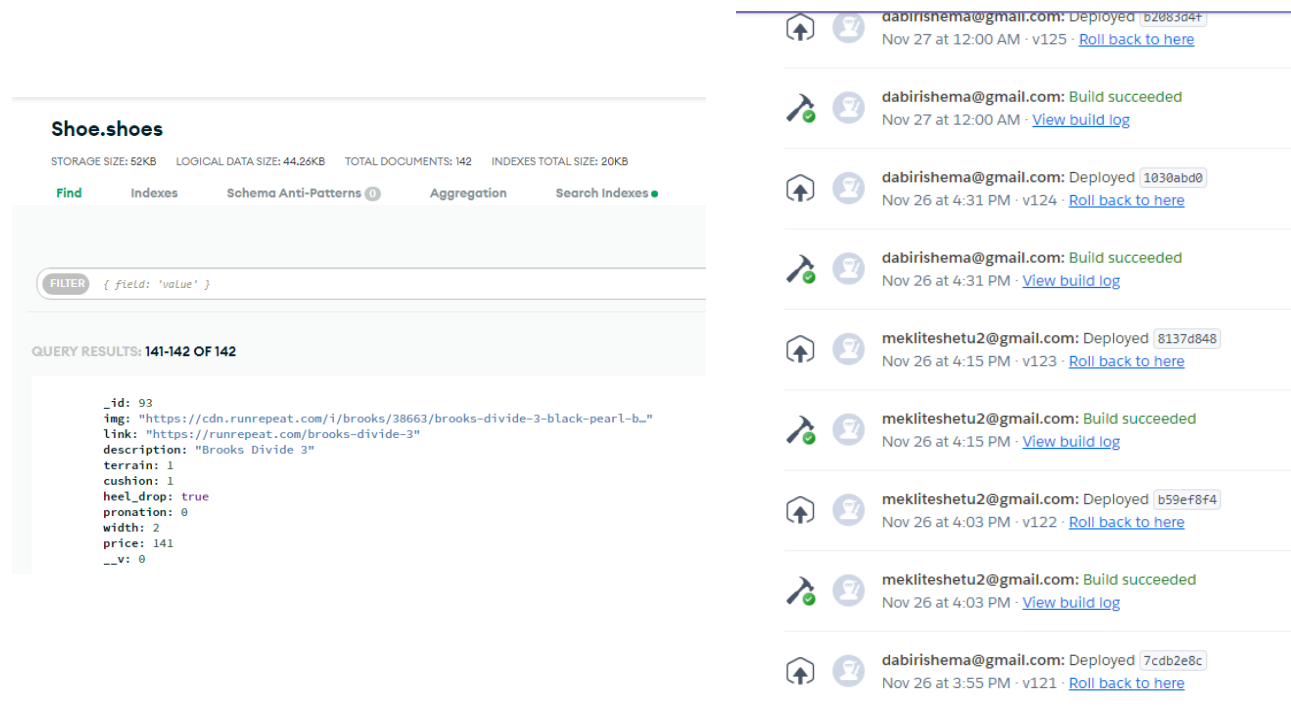 Shoe.shoes
STORAGE SIZE: 52KB LOGICAL DATA SIZE: 44.26KB TOTAL DOCUMENTS: 142 INDEXES TOTAL SIZE: 20KB
Find Indexes Schema Anti-Patterns 0 Aggregation Search Indexes
FILTER { field: 'value' }
QUERY RESULTS: 141-142 OF 142
_id: 93
img: "https://cdn.runrepeat.com/i/brooks/38663/brooks-divide-3-black-pearl-b…"
link: "https://runrepeat.com/brooks-divide-3"
description: "Brooks Divide 3"
terrain: 1
cushion: 1
heel_drop: true
pronation: 0
width: 2
price: 141
__v: 0
dabirishema@gmail.com: Deployed b2083d4f
Nov 27 at 12:00 AM · v125 · Roll back to here
dabirishema@gmail.com: Build succeeded
Nov 27 at 12:00 AM · View build log
dabirishema@gmail.com: Deployed 1030abd0
Nov 26 at 4:31 PM · v124 · Roll back to here
dabirishema@gmail.com: Build succeeded
Nov 26 at 4:31 PM · View build log
mekliteshetu2@gmail.com: Deployed 8137d848
Nov 26 at 4:15 PM · v123 · Roll back to here
mekliteshetu2@gmail.com: Build succeeded
Nov 26 at 4:15 PM · View build log
mekliteshetu2@gmail.com: Deployed b59ef8f4
Nov 26 at 4:03 PM · v122 · Roll back to here
mekliteshetu2@gmail.com: Build succeeded
Nov 26 at 4:03 PM · View build log
dabirishema@gmail.com: Deployed 7cdb2e8c
Nov 26 at 3:55 PM · v121 · Roll back to here